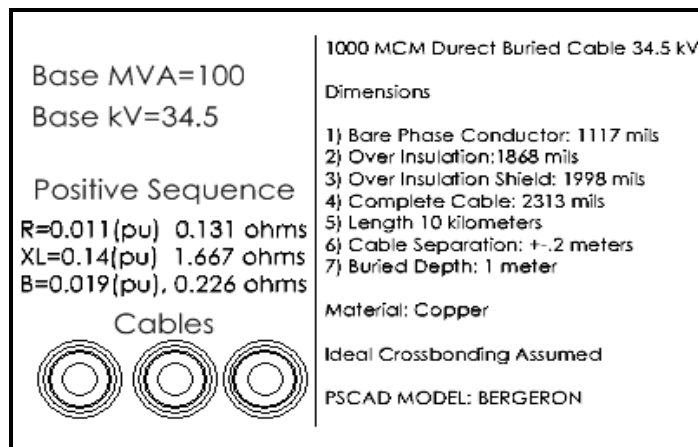 Base MVA=100
Base kV=34.5
Positive Sequence
R=0.011(pu) 0.131 ohms
XL=0.14(pu) 1.667 ohms
B=0.019(pu), 0.226 ohms
Cables
1000 MCM Durect Buried Cable 34.5 kV
Dimensions
1) Bare Phase Conductor: 1117 mils
2) Over Insulation:1868 mils
3) Over Insulation Shield: 1998 mils
4) Complete Cable: 2313 mils
5) Length 10 kilometers
6) Cable Separation: +-.2 meters
7) Buried Depth: 1 meter
Material: Copper
Ideal Crossbonding Assumed
PSCAD MODEL: BERGERON